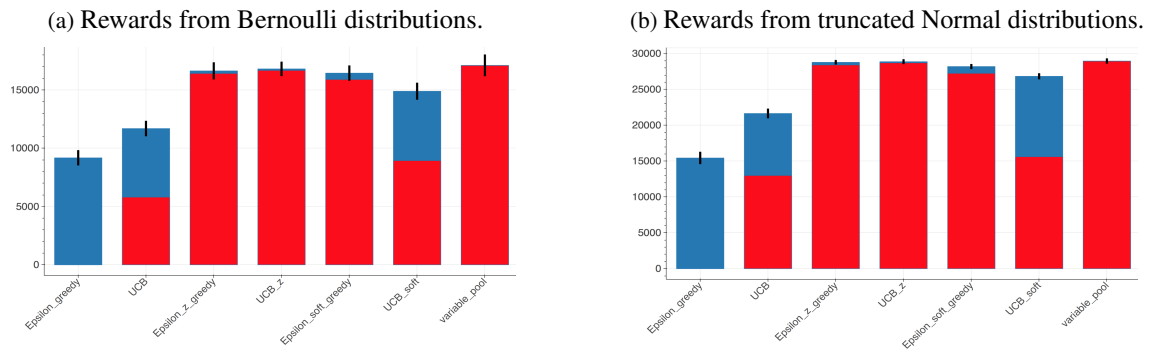 (a) Rewards from Bernoulli distributions.
15000
10000
5000
0
Epsilon_greedy
UCB
Epsilon_z_greedy
UCB_z
Epsilon_soft_greedy
UCB_soft
variable_pool
(b) Rewards from truncated Normal distributions.
30000
25000
20000
15000
10000
5000
0
Epsilon_greedy
UCB
Epsilon_z_greedy
UCB_z
Epsilon_soft_greedy
UCB_soft
variable_pool